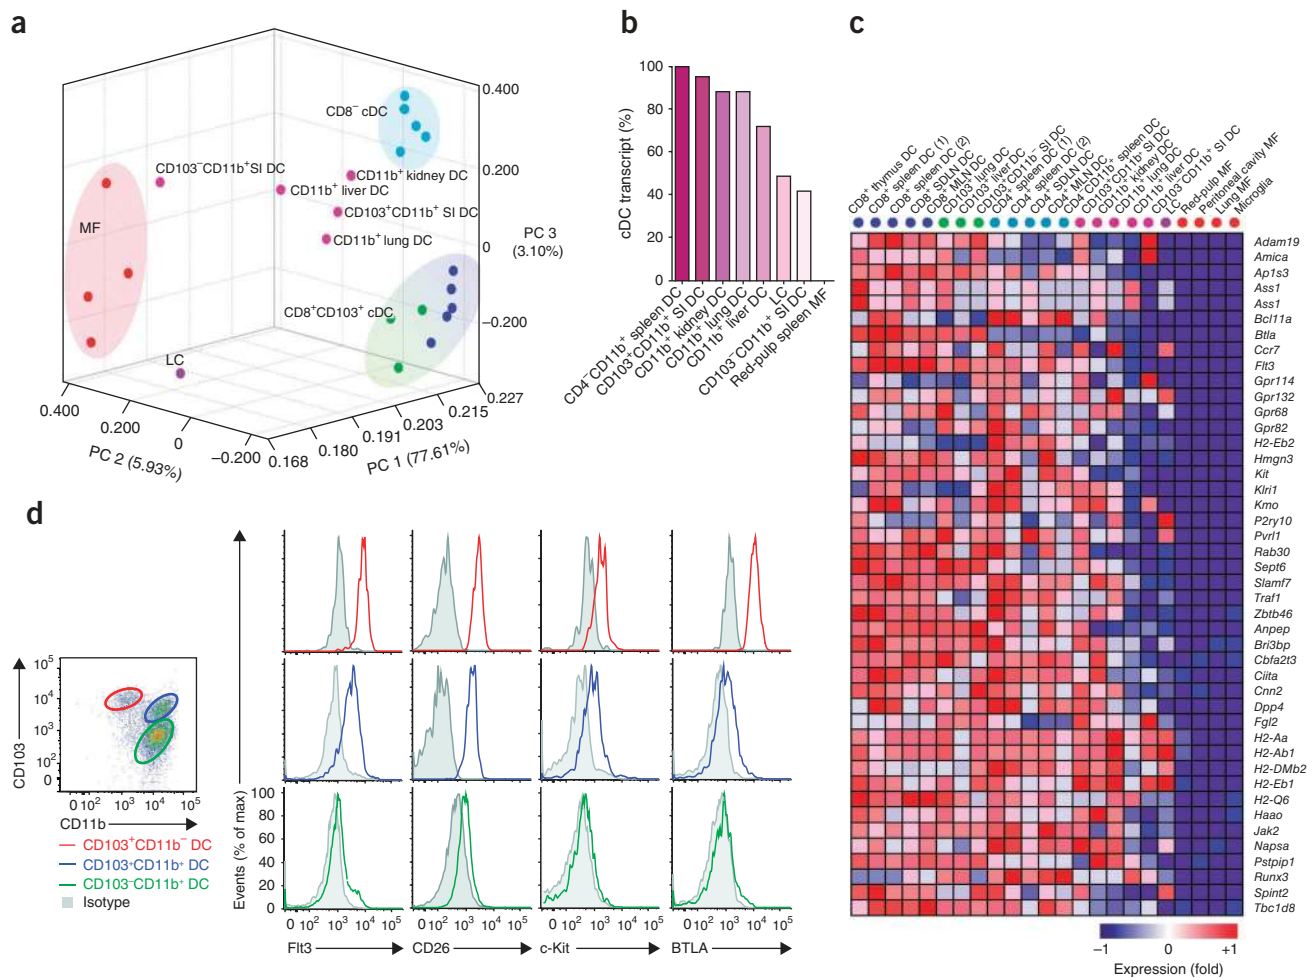 a
CD8⁻ cDC
CD103⁻CD11b⁺SI DC
CD11b⁺ kidney DC
CD11b⁺ liver DC
CD103⁺CD11b⁺ SI DC
MF
CD11b⁺ lung DC
CD8⁺CD103⁺ cDC
LC
0.400
0.200
0
−0.200
PC 3
(3.10%)
0.400
0.200
0
−0.200
PC 2 (5.93%)
0.168
0.180
0.191
0.203
0.215
0.227
PC 1 (77.61%)
b
cDC transcript (%)
100
80
60
40
20
0
CD4⁻CD11b⁺ spleen DC
CD103⁺CD11b⁺ SI DC
CD11b⁺ kidney DC
CD11b⁺ lung DC
CD11b⁺ liver DC
LC
CD103⁻CD11b⁺ SI DC
Red-pulp spleen MF
c
CD8⁺ thymus DC
CD8⁺ spleen DC (1)
CD8⁺ spleen DC (2)
CD8⁺ SDLN DC
CD8⁺ MLN DC
CD103⁺ lung DC
CD103⁺ liver DC
CD103⁺CD11b⁻ SI DC
CD4⁺ spleen DC (1)
CD4⁺ spleen DC (2)
CD4⁺ SDLN DC
CD4⁺ MLN DC
CD4⁻CD11b⁺ spleen DC
CD103⁺CD11b⁺ SI DC
CD11b⁺ kidney DC
CD11b⁺ lung DC
CD11b⁺ liver DC
CD103⁻CD11b⁺ SI DC
LC
Red-pulp MF
Peritoneal cavity MF
Lung MF
Microglia
Adam19
Amica
Ap1s3
Ass1
Ass1
Bcl11a
Btla
Ccr7
Flt3
Gpr114
Gpr132
Gpr68
Gpr82
H2-Eb2
Hmgn3
Kit
Klri1
Kmo
P2ry10
Pvrl1
Rab30
Sept6
Slamf7
Traf1
Zbtb46
Anpep
Bri3bp
Cbfa2t3
Ciita
Cnn2
Dpp4
Fgl2
H2-Aa
H2-Ab1
H2-DMb2
H2-Eb1
H2-Q6
Haao
Jak2
Napsa
Pstpip1
Runx3
Spint2
Tbc1d8
−1 0 +1
Expression (fold)
d
CD103
10⁵
10⁴
10³
10²
0
0 10² 10³ 10⁴ 10⁵
CD11b
CD103⁺CD11b⁻ DC
CD103⁺CD11b⁺ DC
CD103⁻CD11b⁺ DC
Isotype
Events (% of max)
100
80
60
40
20
0
0 10² 10³ 10⁴ 10⁵
0 10² 10³ 10⁴ 10⁵
0 10² 10³ 10⁴ 10⁵
0 10² 10³ 10⁴ 10⁵
Flt3
CD26
c-Kit
BTLA